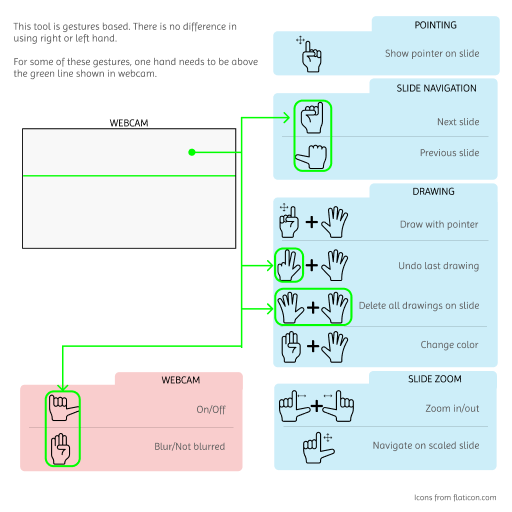 This tool is gestures based. There is no difference in
using right or left hand.
For some of these gestures, one hand needs to be above
the green line shown in webcam.
WEBCAM
POINTING
Show pointer on slide
SLIDE NAVIGATION
Next slide
Previous slide
DRAWING
Draw with pointer
Undo last drawing
Delete all drawings on slide
Change color
WEBCAM
On/Off
Blur/Not blurred
SLIDE ZOOM
Zoom in/out
Navigate on scaled slide
Icons from flaticon.com